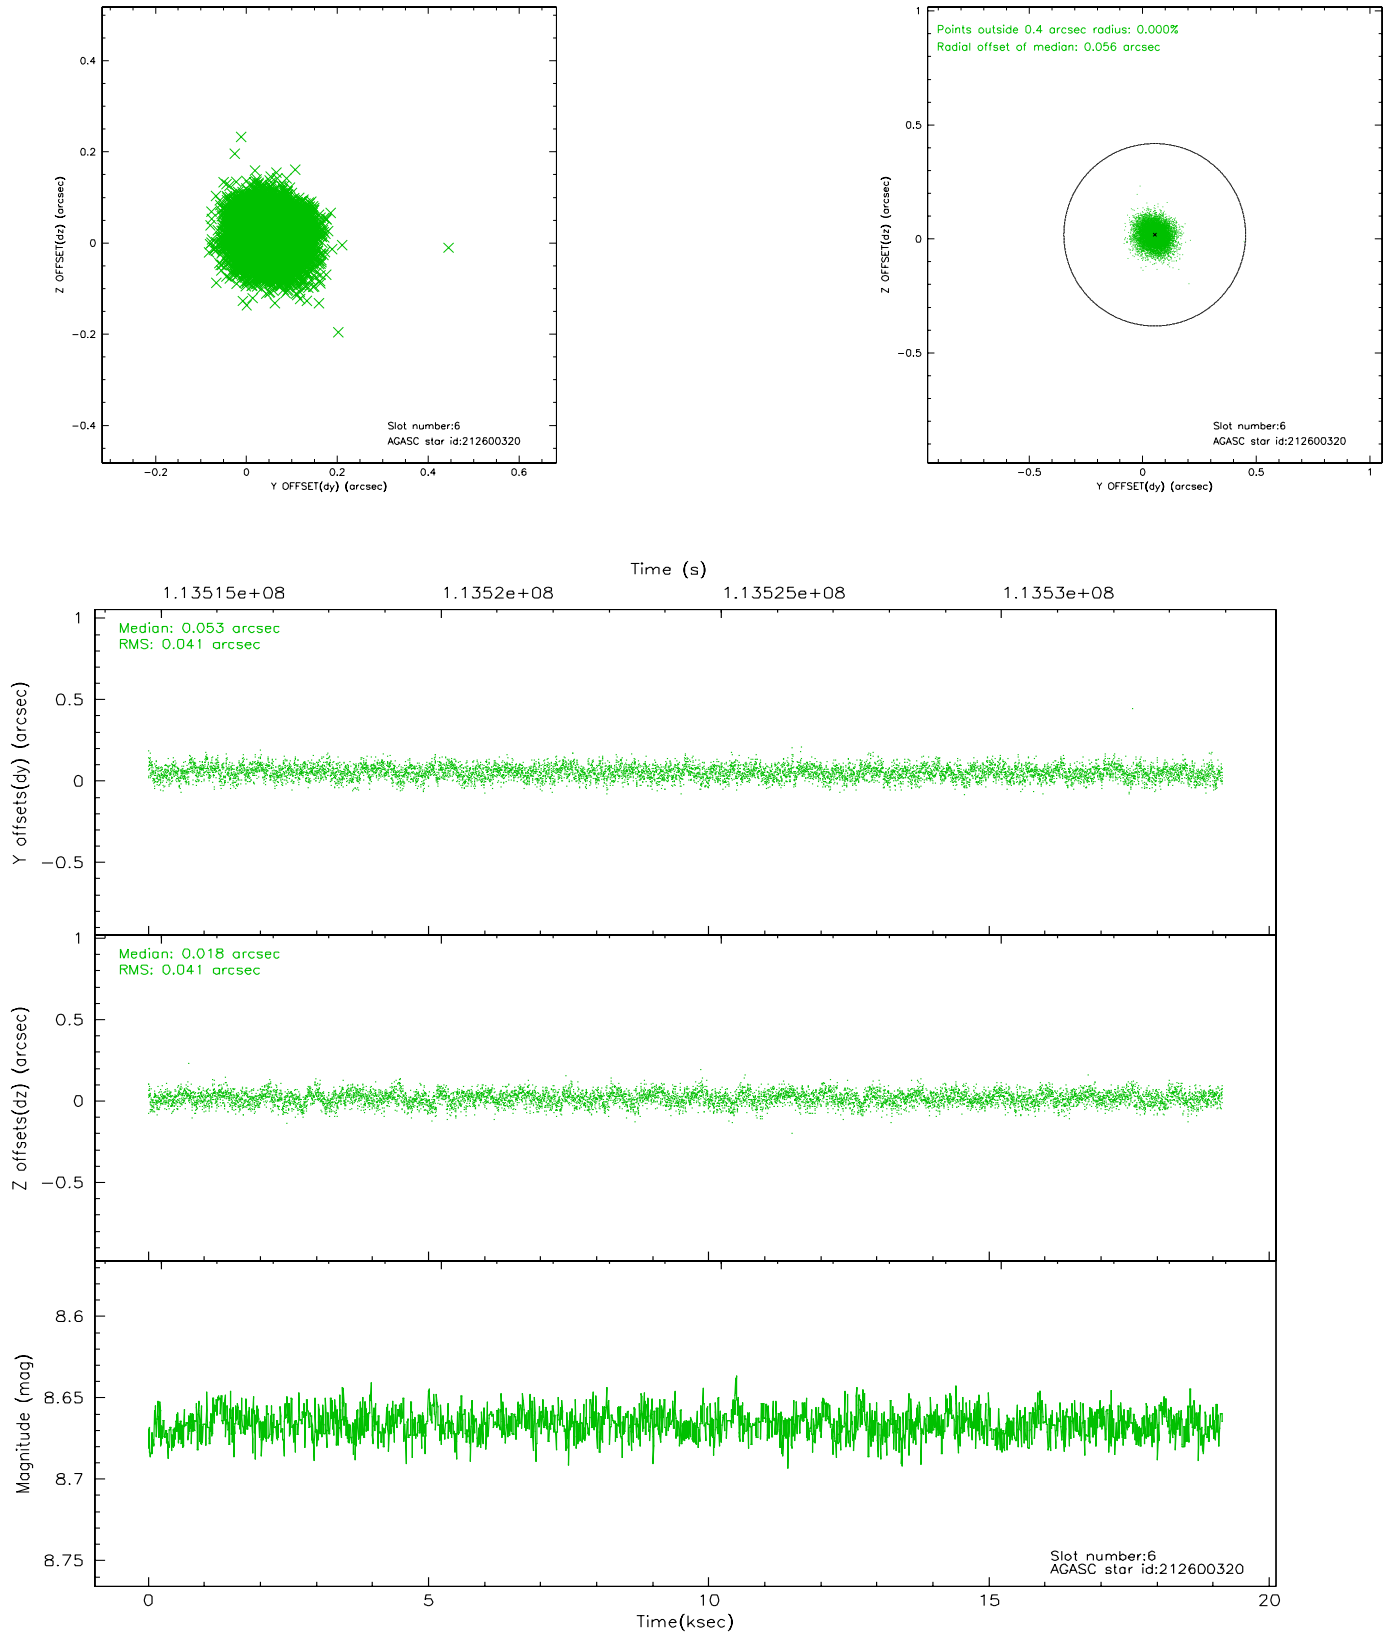 0.4
0.2
0
−0.2
−0.4
Z OFFSET(dz) (arcsec)
Slot number:6
AGASC star id:212600320
−0.2 0 0.2 0.4 0.6
Y OFFSET(dy) (arcsec)
Points outside 0.4 arcsec radius: 0.000%
Radial offset of median: 0.056 arcsec
1
0.5
0
−0.5
Z OFFSET(dz) (arcsec)
Slot number:6
AGASC star id:212600320
−0.5 0 0.5 1
Y OFFSET(dy) (arcsec)
Time (s)
1.13515e+08 1.1352e+08 1.13525e+08 1.1353e+08
Median: 0.053 arcsec
RMS: 0.041 arcsec
1
0.5
0
−0.5
Y offsets(dy) (arcsec)
Median: 0.018 arcsec
RMS: 0.041 arcsec
1
0.5
0
−0.5
Z offsets(dz) (arcsec)
8.6
8.65
8.7
8.75
Magnitude (mag)
Slot number:6
AGASC star id:212600320
0 5 10 15 20
Time(ksec)